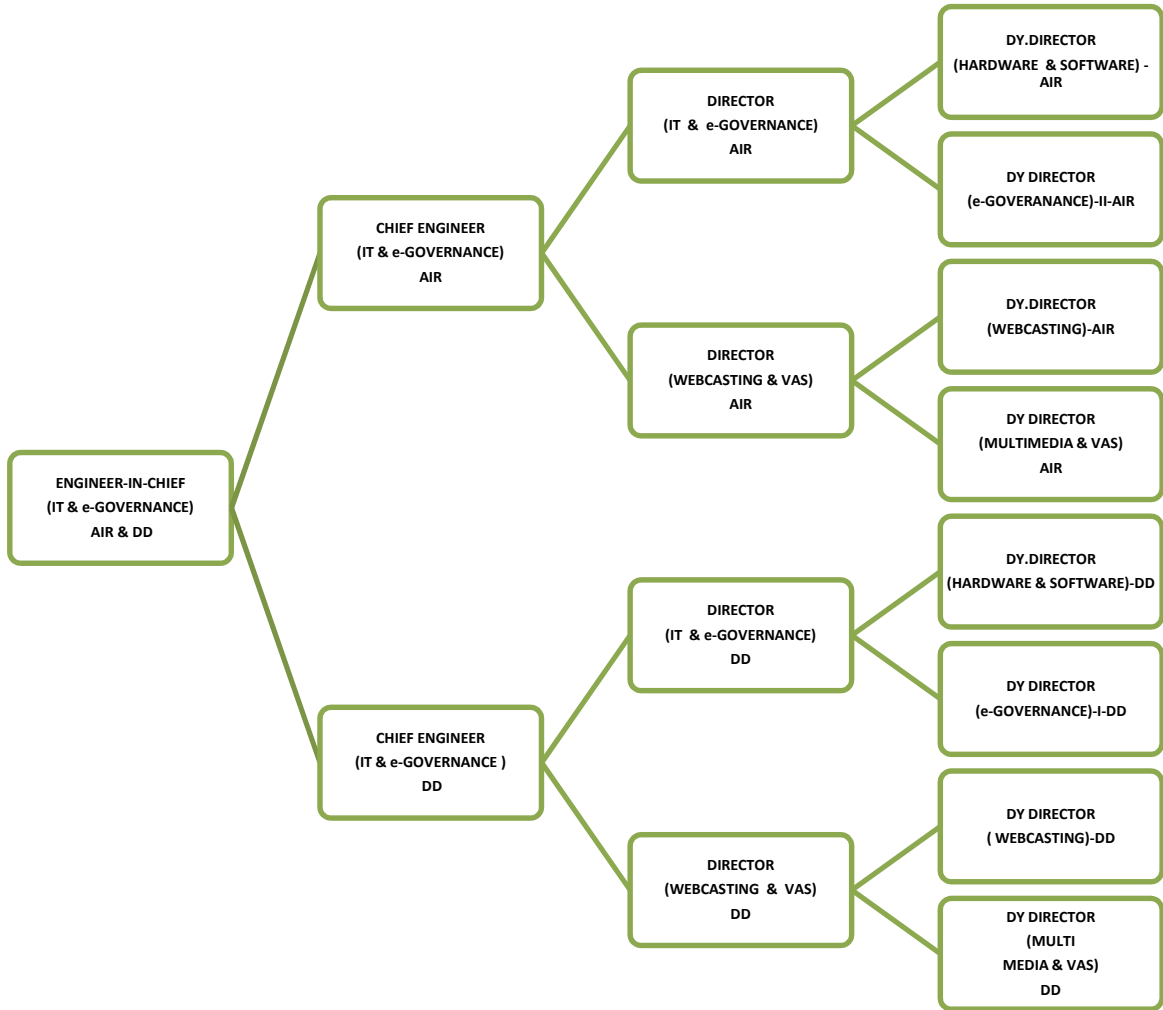 ENGINEER-IN-CHIEF
(IT & e-GOVERNANCE)
AIR & DD
CHIEF ENGINEER
(IT & e-GOVERNANCE)
AIR
DIRECTOR
(IT & e-GOVERNANCE)
AIR
DY.DIRECTOR
(HARDWARE & SOFTWARE) -
AIR
DY DIRECTOR
(e-GOVERANANCE)-II-AIR
DIRECTOR
(WEBCASTING & VAS)
AIR
DY.DIRECTOR
(WEBCASTING)-AIR
DY DIRECTOR
(MULTIMEDIA & VAS)
AIR
CHIEF ENGINEER
(IT & e-GOVERNANCE )
DD
DIRECTOR
(IT & e-GOVERNANCE)
DD
DY.DIRECTOR
(HARDWARE & SOFTWARE)-DD
DY DIRECTOR
(e-GOVERNANCE)-I-DD
DIRECTOR
(WEBCASTING & VAS)
DD
DY DIRECTOR
( WEBCASTING)-DD
DY DIRECTOR
(MULTI
MEDIA & VAS)
DD